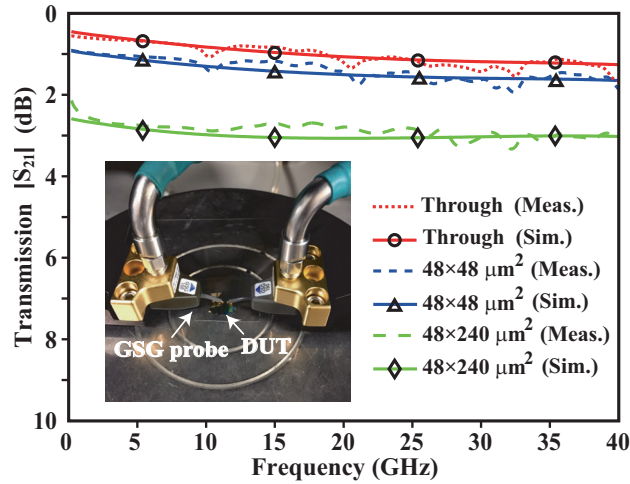 Transmission |S21| (dB)
0
2
4
6
8
10
Through (Meas.)
Through (Sim.)
48×48 μm² (Meas.)
48×48 μm² (Sim.)
48×240 μm² (Meas.)
48×240 μm² (Sim.)
GSG probe
DUT
0 5 10 15 20 25 30 35 40
Frequency (GHz)